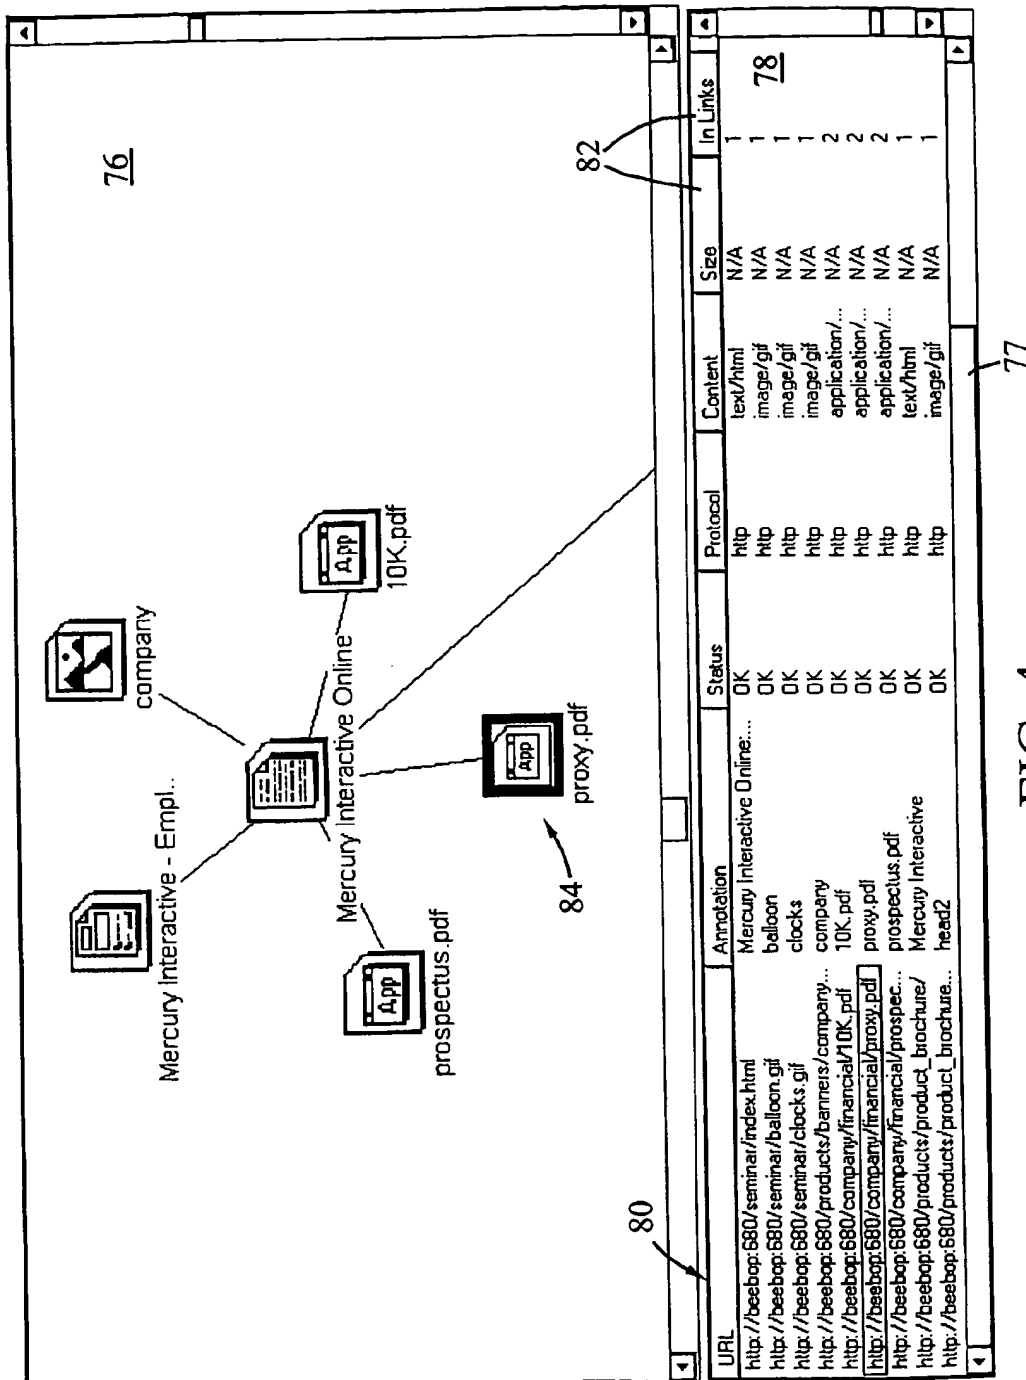 76
company
Mercury Interactive - Empl...
10K.pdf
App
Mercury Interactive Online
prospectus.pdf
App
proxy.pdf
App
84
80
82
78
URL Annotation Status Protocol Content Size In Links
http://beebop:680/seminar/index.html Mercury Interactive Online:... OK http text/html N/A 1
http://beebop:680/seminar/balloon.gif balloon OK http image/gif N/A 1
http://beebop:680/seminar/clocks.gif clocks OK http image/gif N/A 1
http://beebop:680/products/banners/company... company OK http image/gif N/A 1
http://beebop:680/company/financial/10K.pdf 10K.pdf OK http application/... N/A 2
http://beebop:680/company/financial/proxy.pdf proxy.pdf OK http application/... N/A 2
http://beebop:680/company/financial/prospec... prospectus.pdf OK http application/... N/A 2
http://beebop:680/products/product_brochure/ Mercury Interactive OK http text/html N/A 1
http://beebop:680/products/product_brochure... head2 OK http image/gif N/A 1
77